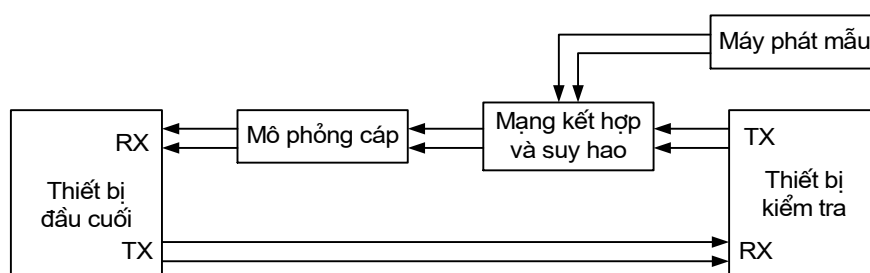 Máy phát mẫu
Mạng kết hợp
và suy hao
Mô phỏng cáp
RX
TX
Thiết bị
đầu cuối
Thiết bị
kiểm tra
TX
RX